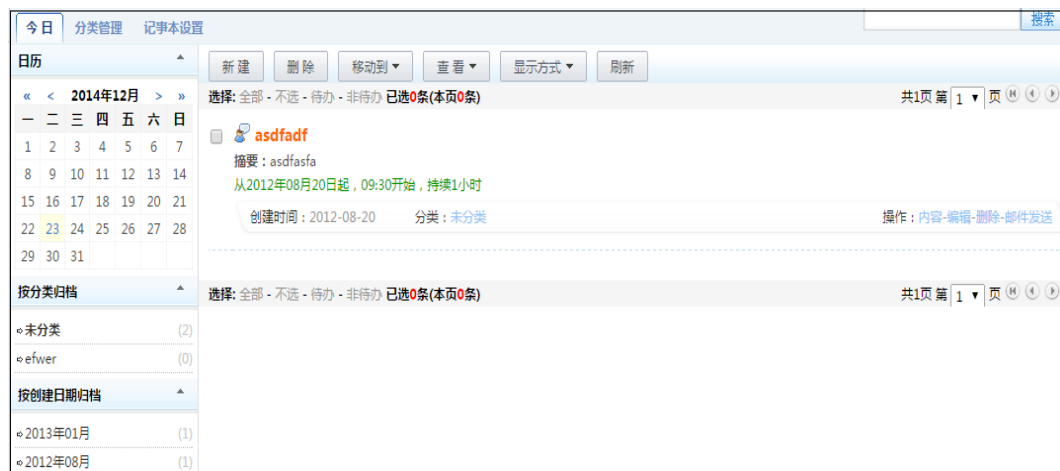 今日 分类管理 记事本设置 搜索
日历
« < 2014年12月 > »
一 二 三 四 五 六 日
1 2 3 4 5 6 7
8 9 10 11 12 13 14
15 16 17 18 19 20 21
22 23 24 25 26 27 28
29 30 31
按分类归档
未分类 (2)
efwer (0)
按创建日期归档
2013年01月 (1)
2012年08月 (1)
新建 删除 移动到 查看 显示方式 刷新
选择: 全部 - 不选 - 待办 - 非待办 已选0条(本页0条) 共1页 第 1 页
asdfadf
摘要：asdfasfa
从2012年08月20日起，09:30开始，持续1小时
创建时间：2012-08-20 分类：未分类 操作：内容-编辑-删除-邮件发送
选择: 全部 - 不选 - 待办 - 非待办 已选0条(本页0条) 共1页 第 1 页